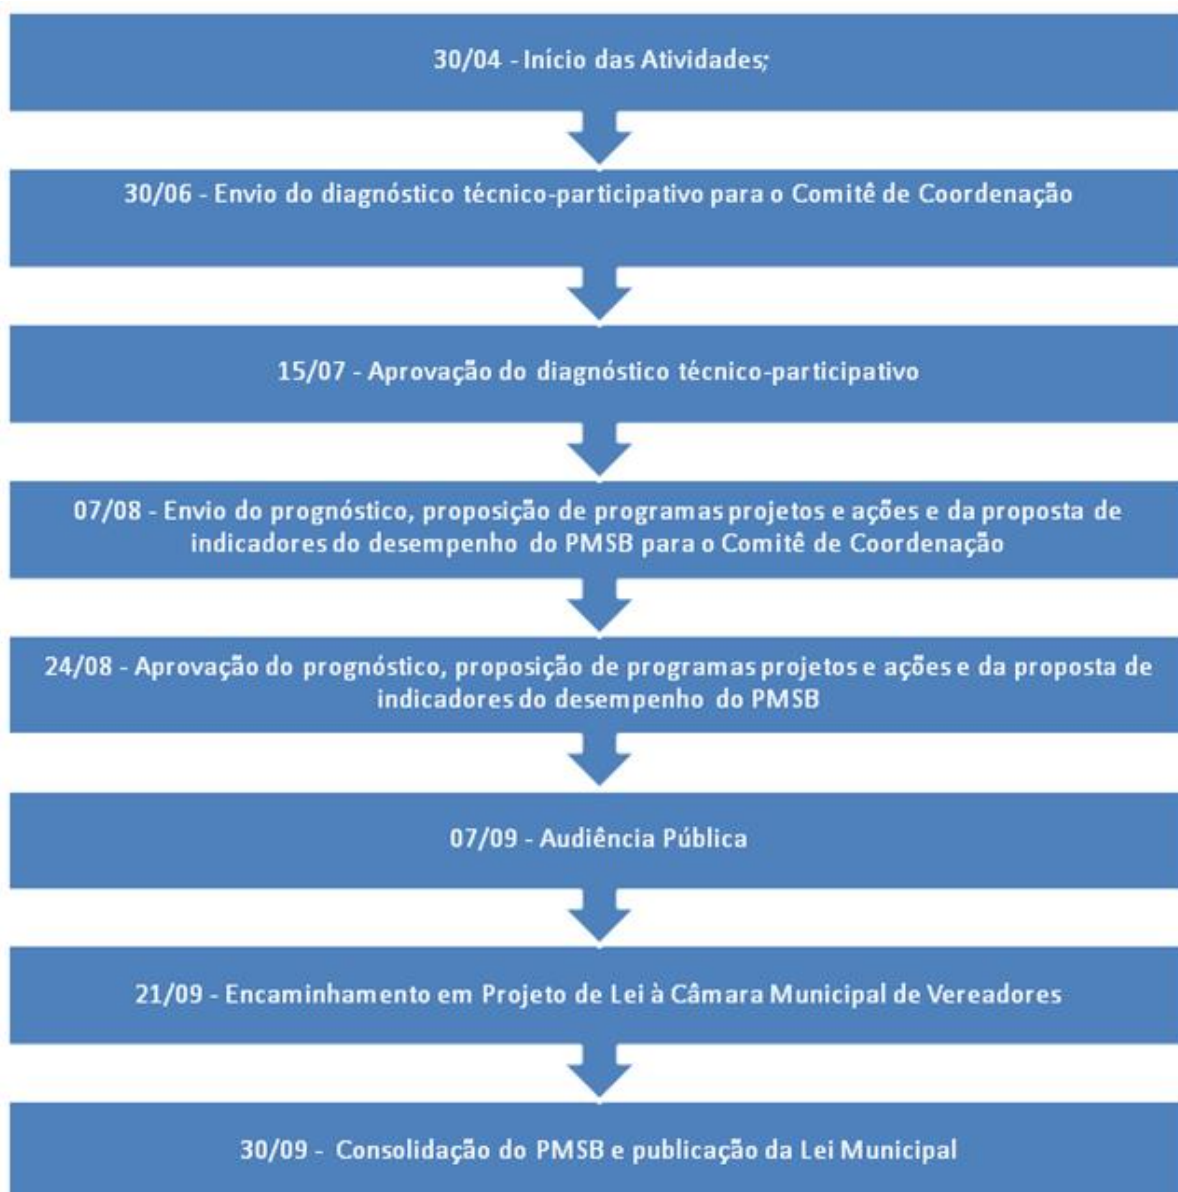 30/04 - Início das Atividades;
30/06 - Envio do diagnóstico técnico-participativo para o Comitê de Coordenação
15/07 - Aprovação do diagnóstico técnico-participativo
07/08 - Envio do prognóstico, proposição de programas projetos e ações e da proposta de
indicadores do desempenho do PMSB para o Comitê de Coordenação
24/08 - Aprovação do prognóstico, proposição de programas projetos e ações e da proposta de
indicadores do desempenho do PMSB
07/09 - Audiência Pública
21/09 - Encaminhamento em Projeto de Lei à Câmara Municipal de Vereadores
30/09 - Consolidação do PMSB e publicação da Lei Municipal